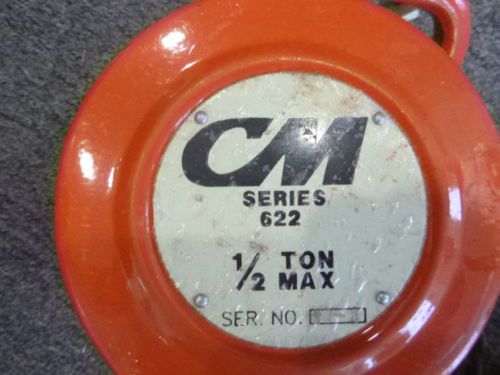 CM
SERIES
622
1/2 TON
MAX
SER. NO.